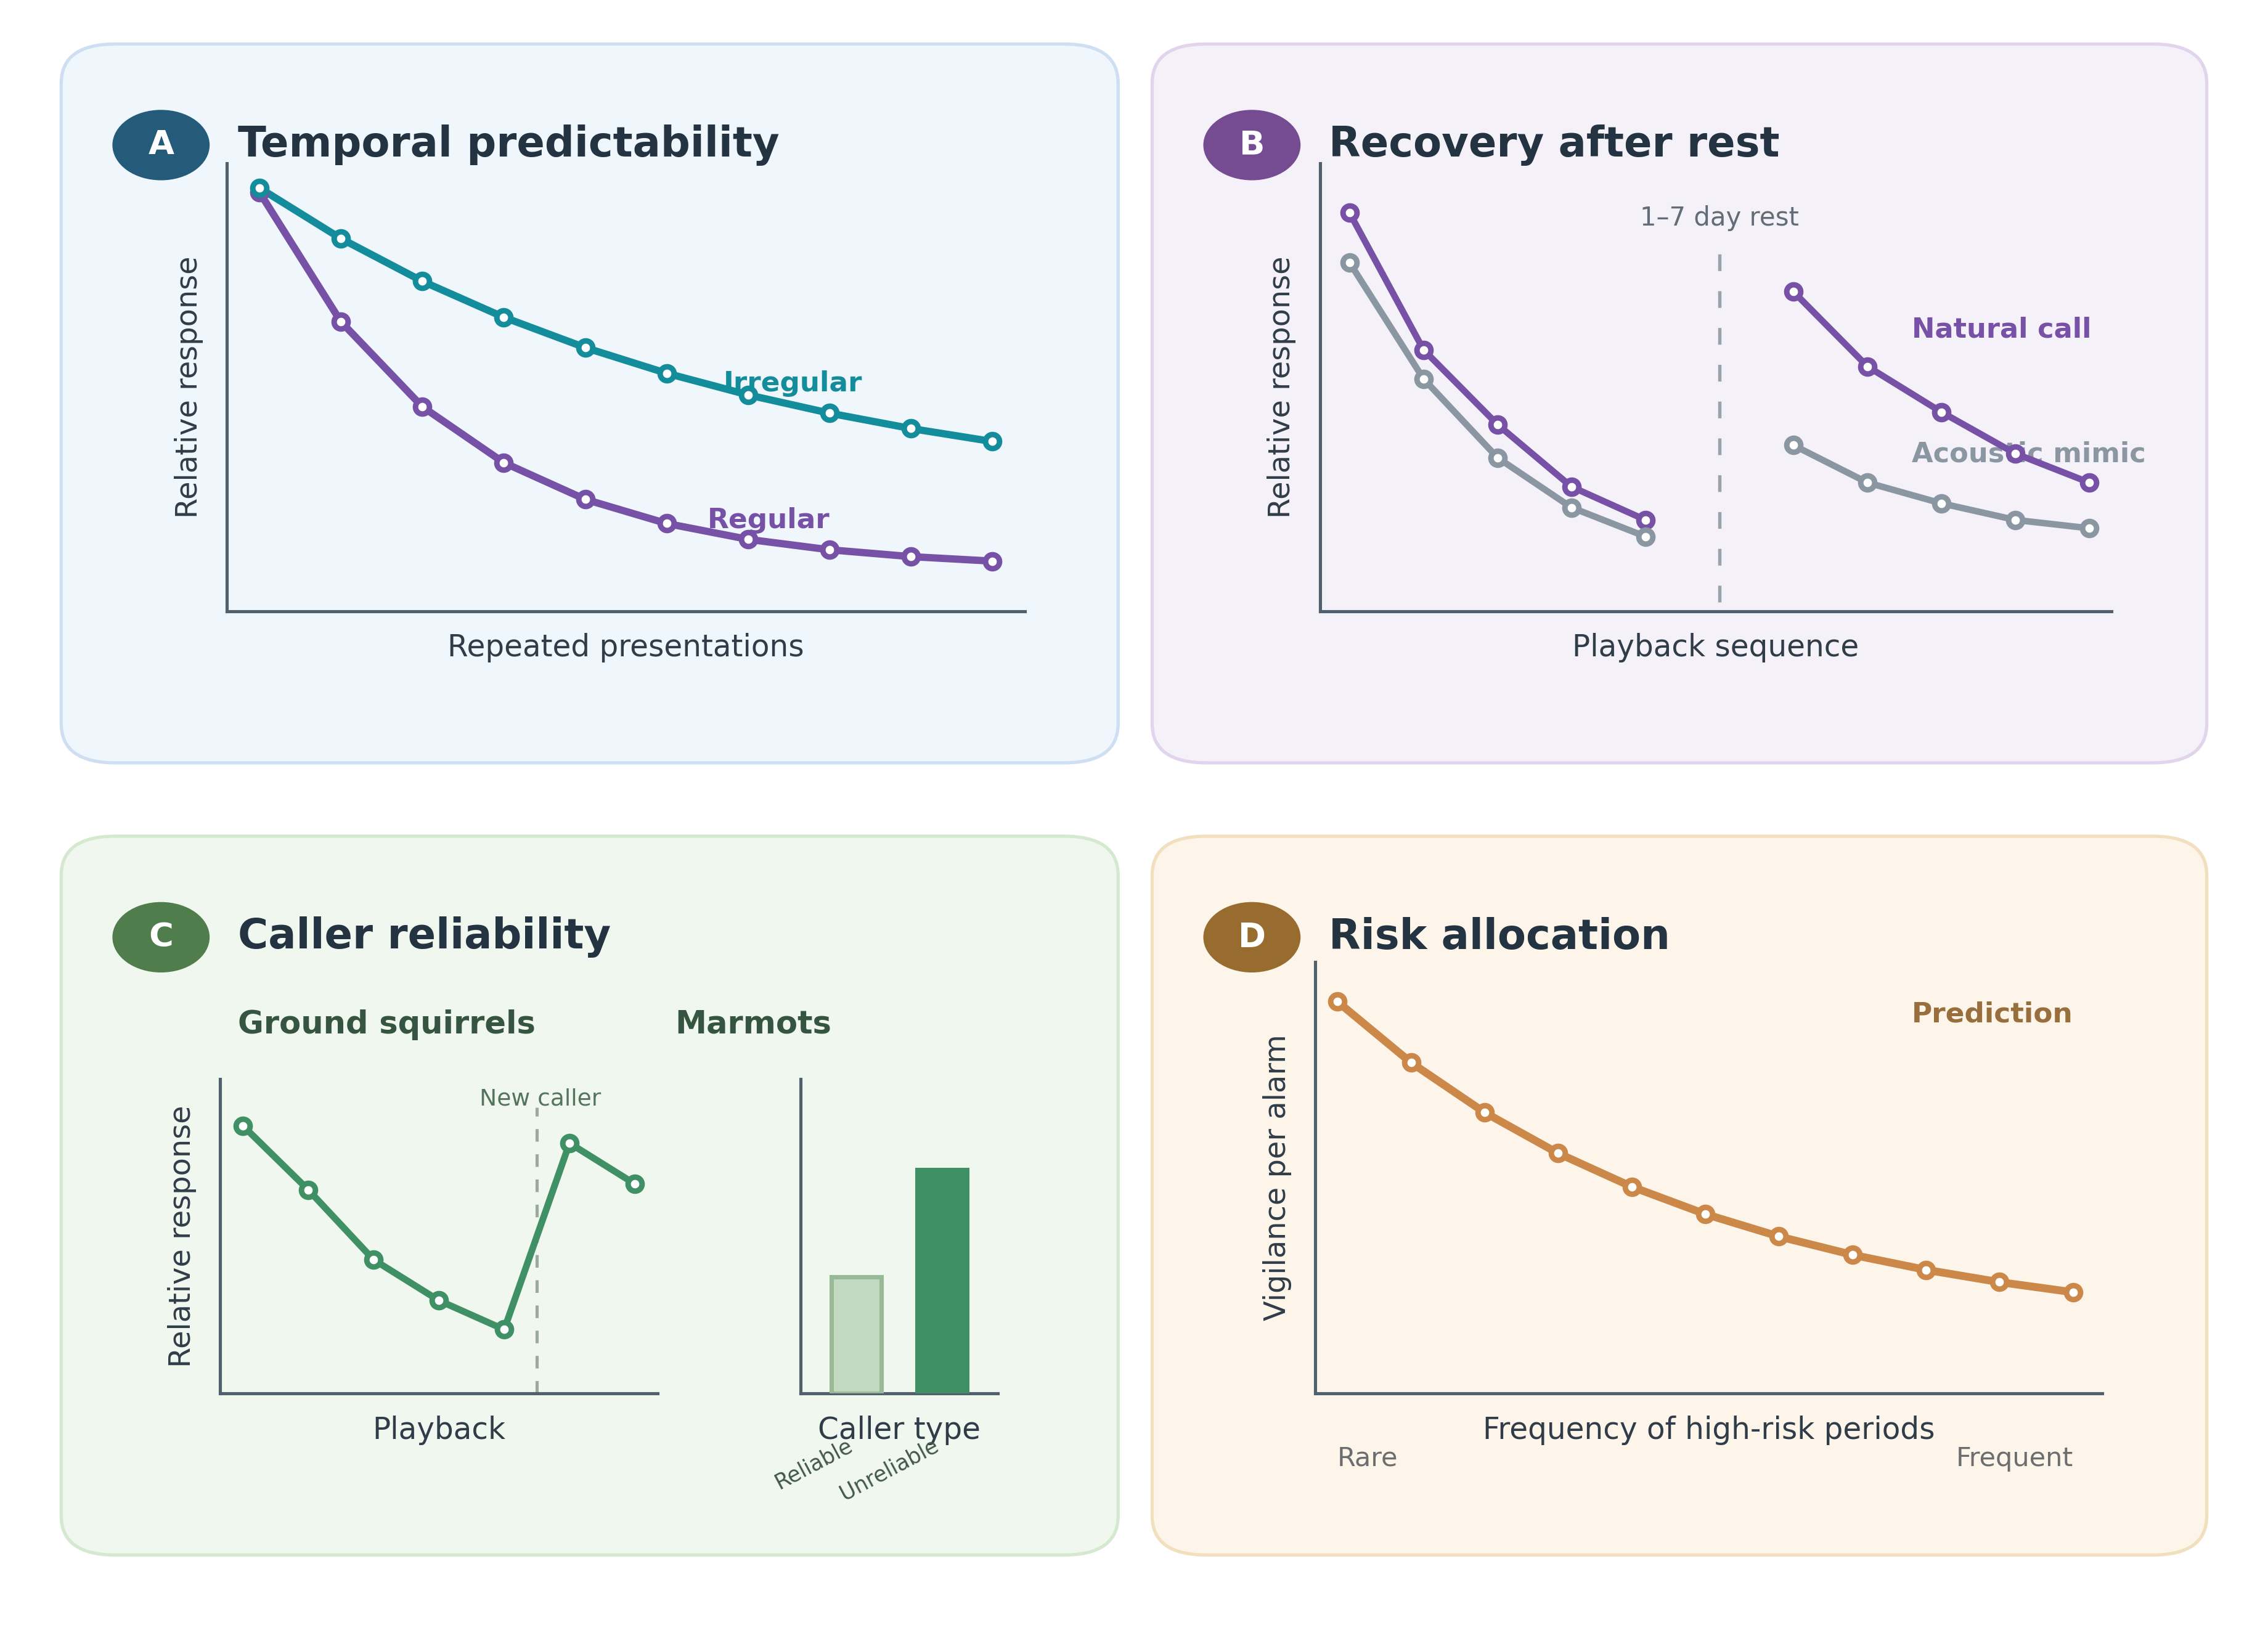 A
Temporal predictability
Relative response
Irregular
Regular
Repeated presentations
B
Recovery after rest
1–7 day rest
Relative response
Natural call
Acoustic mimic
Playback sequence
C
Caller reliability
Ground squirrels
Marmots
New caller
Relative response
Playback
Caller type
Reliable
Unreliable
D
Risk allocation
Prediction
Vigilance per alarm
Frequency of high-risk periods
Rare
Frequent